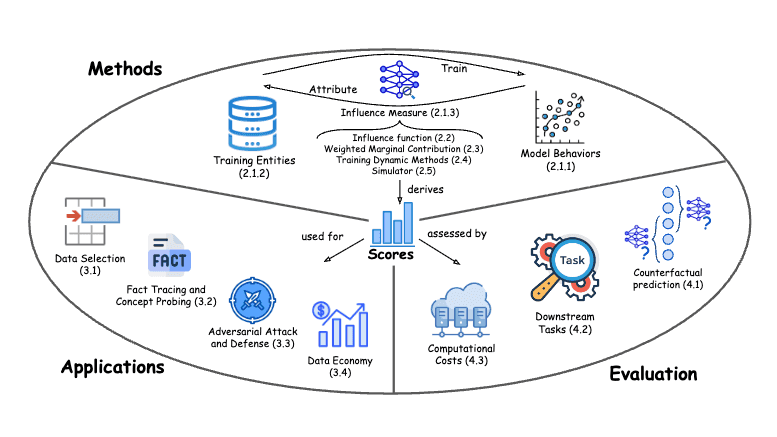 Methods
Train
Attribute
Influence Measure (2.1.3)
Influence function (2.2)
Weighted Marginal Contribution (2.3)
Training Dynamic Methods (2.4)
Simulator (2.5)
Training Entities
(2.1.2)
Model Behaviors
(2.1.1)
derives
Scores
used for
assessed by
Data Selection
(3.1)
FACT
Fact Tracing and
Concept Probing (3.2)
Adversarial Attack
and Defense (3.3)
$
Data Economy
(3.4)
Applications
Computational
Costs (4.3)
Task
Downstream
Tasks (4.2)
?
?
Counterfactual
prediction (4.1)
Evaluation